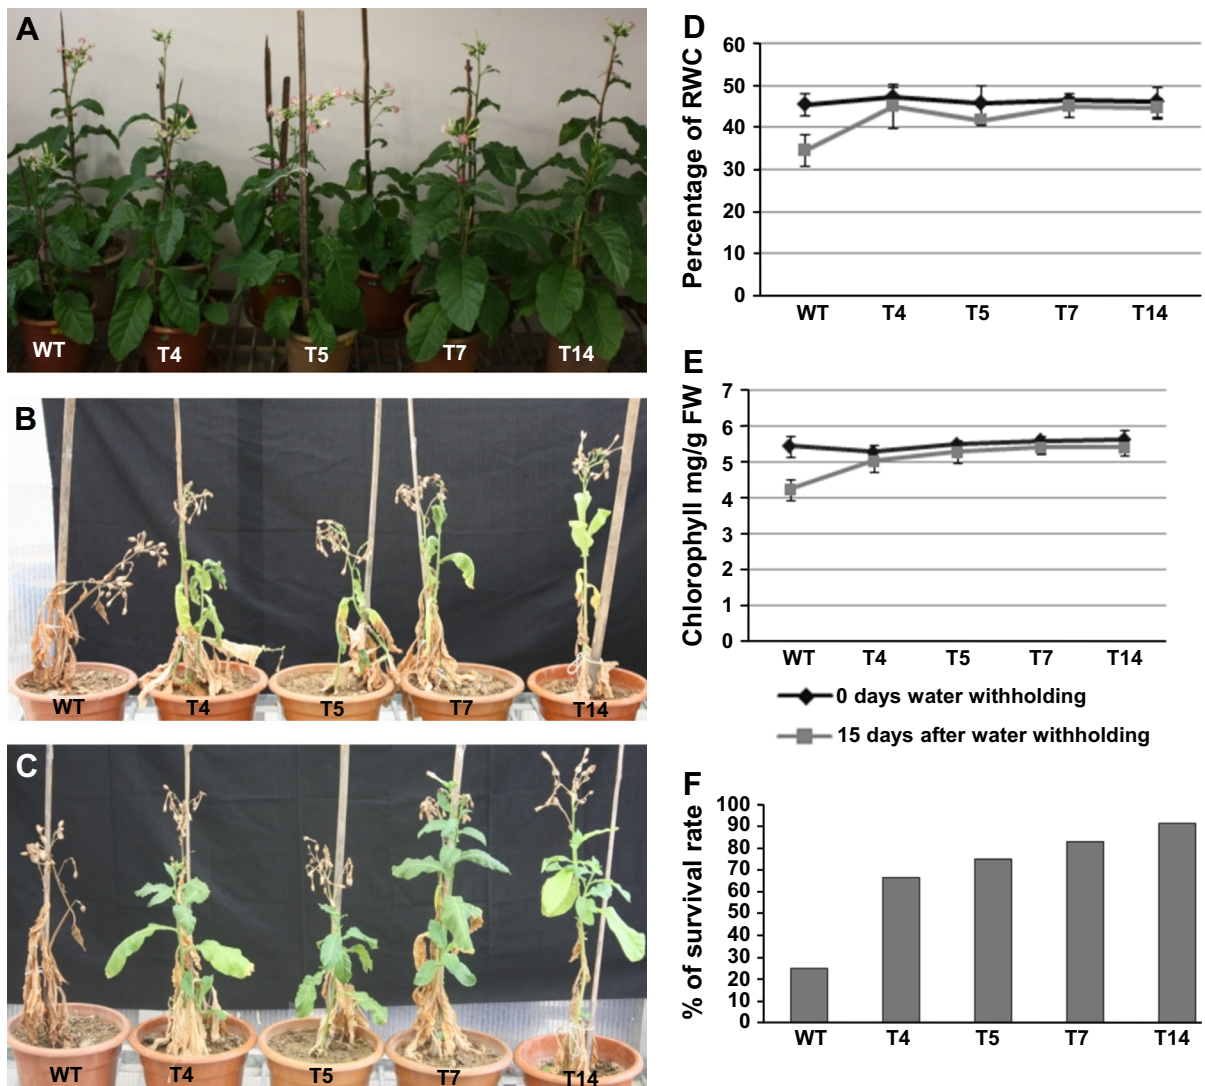 A
WT
T4
T5
T7
T14
B
WT
T4
T5
T7
T14
C
WT
T4
T5
T7
T14
D
Percentage of RWC
60
50
40
30
20
10
0
WT
T4
T5
T7
T14
E
Chlorophyll mg/g FW
7
6
5
4
3
2
1
0
WT
T4
T5
T7
T14
0 days water withholding
15 days after water withholding
F
% of survival rate
100
90
80
70
60
50
40
30
20
10
0
WT
T4
T5
T7
T14